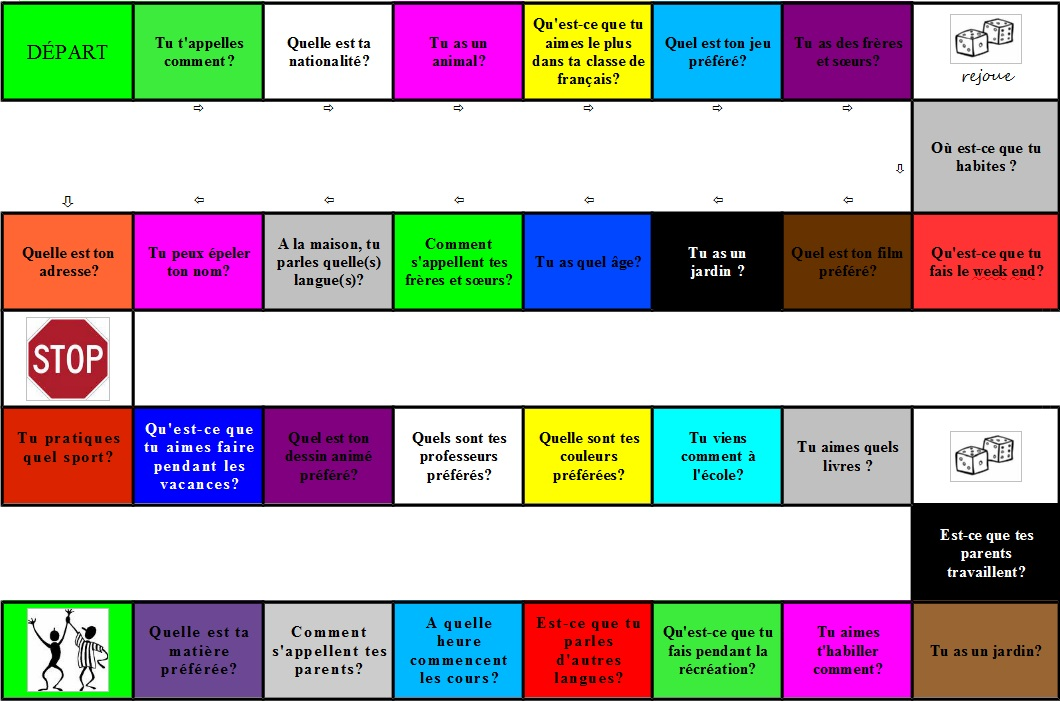 DÉPART
Tu t'appelles
comment?
Quelle est ta
nationalité?
Tu as un
animal?
Qu'est-ce que tu
aimes le plus
dans ta classe de
français?
Quel est ton jeu
préféré?
Tu as des frères
et sœurs?
rejoue
Où est-ce que tu
habites ?
Qu'est-ce que tu
fais le week end?
Quel est ton film
préféré?
Tu as un
jardin ?
Tu as quel âge?
Comment
s'appellent tes
frères et sœurs?
A la maison, tu
parles quelle(s)
langue(s)?
Tu peux épeler
ton nom?
Quelle est ton
adresse?
STOP
Tu pratiques
quel sport?
Qu'est-ce que
tu aimes faire
pendant les
vacances?
Quel est ton
dessin animé
préféré?
Quels sont tes
professeurs
préférés?
Quelle sont tes
couleurs
préférées?
Tu viens
comment à
l'école?
Tu aimes quels
livres ?
Est-ce que tes
parents
travaillent?
Tu as un jardin?
Tu aimes
t'habiller
comment?
Qu'est-ce que tu
fais pendant la
récréation?
Est-ce que tu
parles
d'autres
langues?
A quelle
heure
commencent
les cours?
Comment
s'appellent tes
parents?
Quelle est ta
matière
préférée?